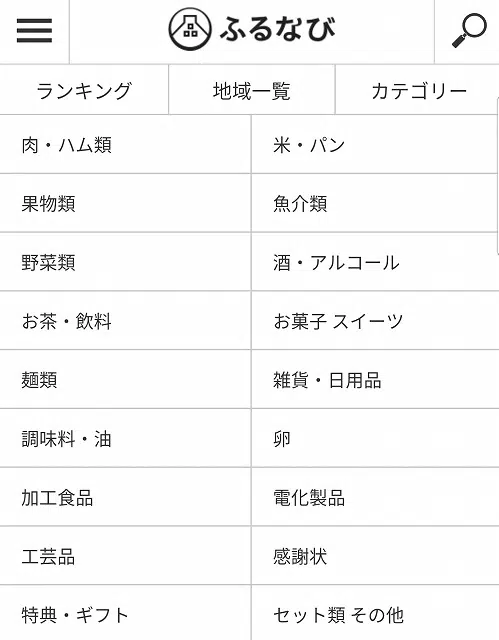 ふるなび
ランキング 地域一覧 カテゴリー
肉・ハム類 米・パン
果物類 魚介類
野菜類 酒・アルコール
お茶・飲料 お菓子 スイーツ
麺類 雑貨・日用品
調味料・油 卵
加工食品 電化製品
工芸品 感謝状
特典・ギフト セット類 その他